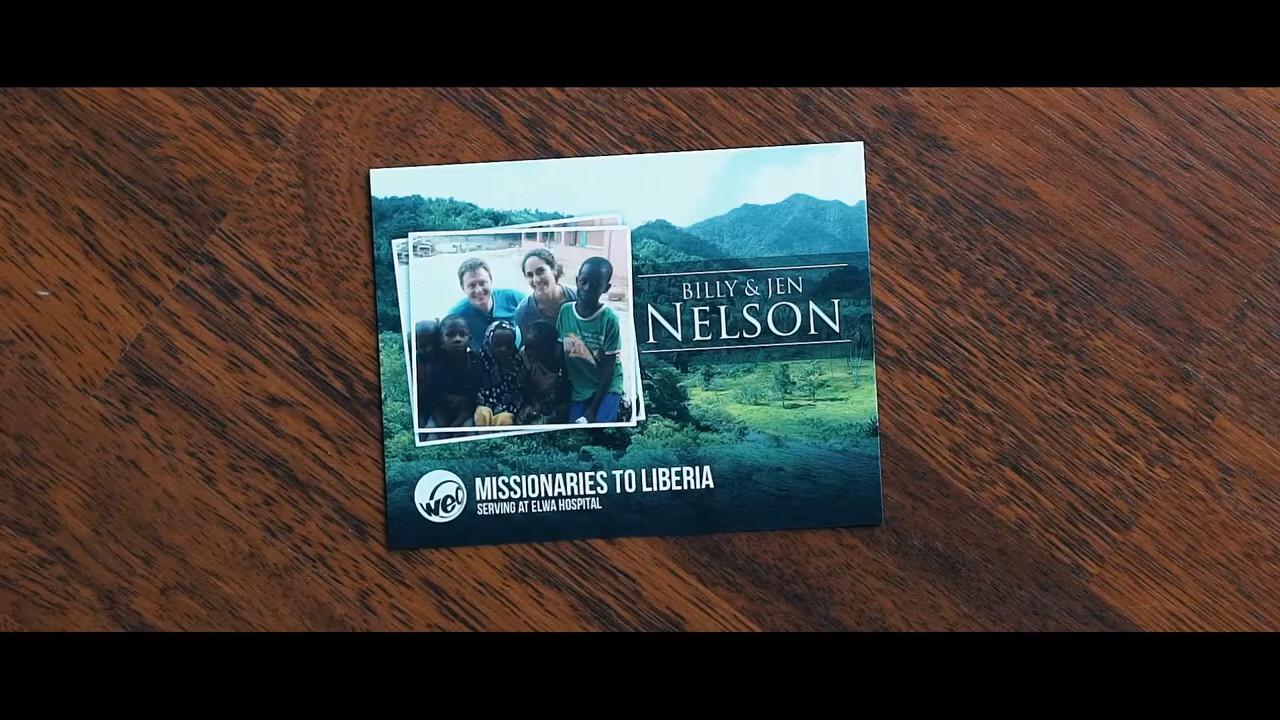 BILLY & JEN
NELSON
wec
MISSIONARIES TO LIBERIA
SERVING AT ELWA HOSPITAL